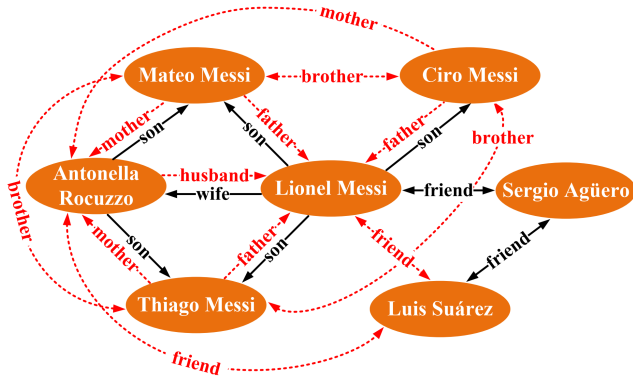 mother
Mateo Messi
brother
Ciro Messi
mother
father
father
son
son
brother
son
Antonella
Rocuzzo
husband
wife
Lionel Messi
friend
Sergio Agüero
brother
son
mother
father
son
friend
friend
Thiago Messi
Luis Suárez
friend